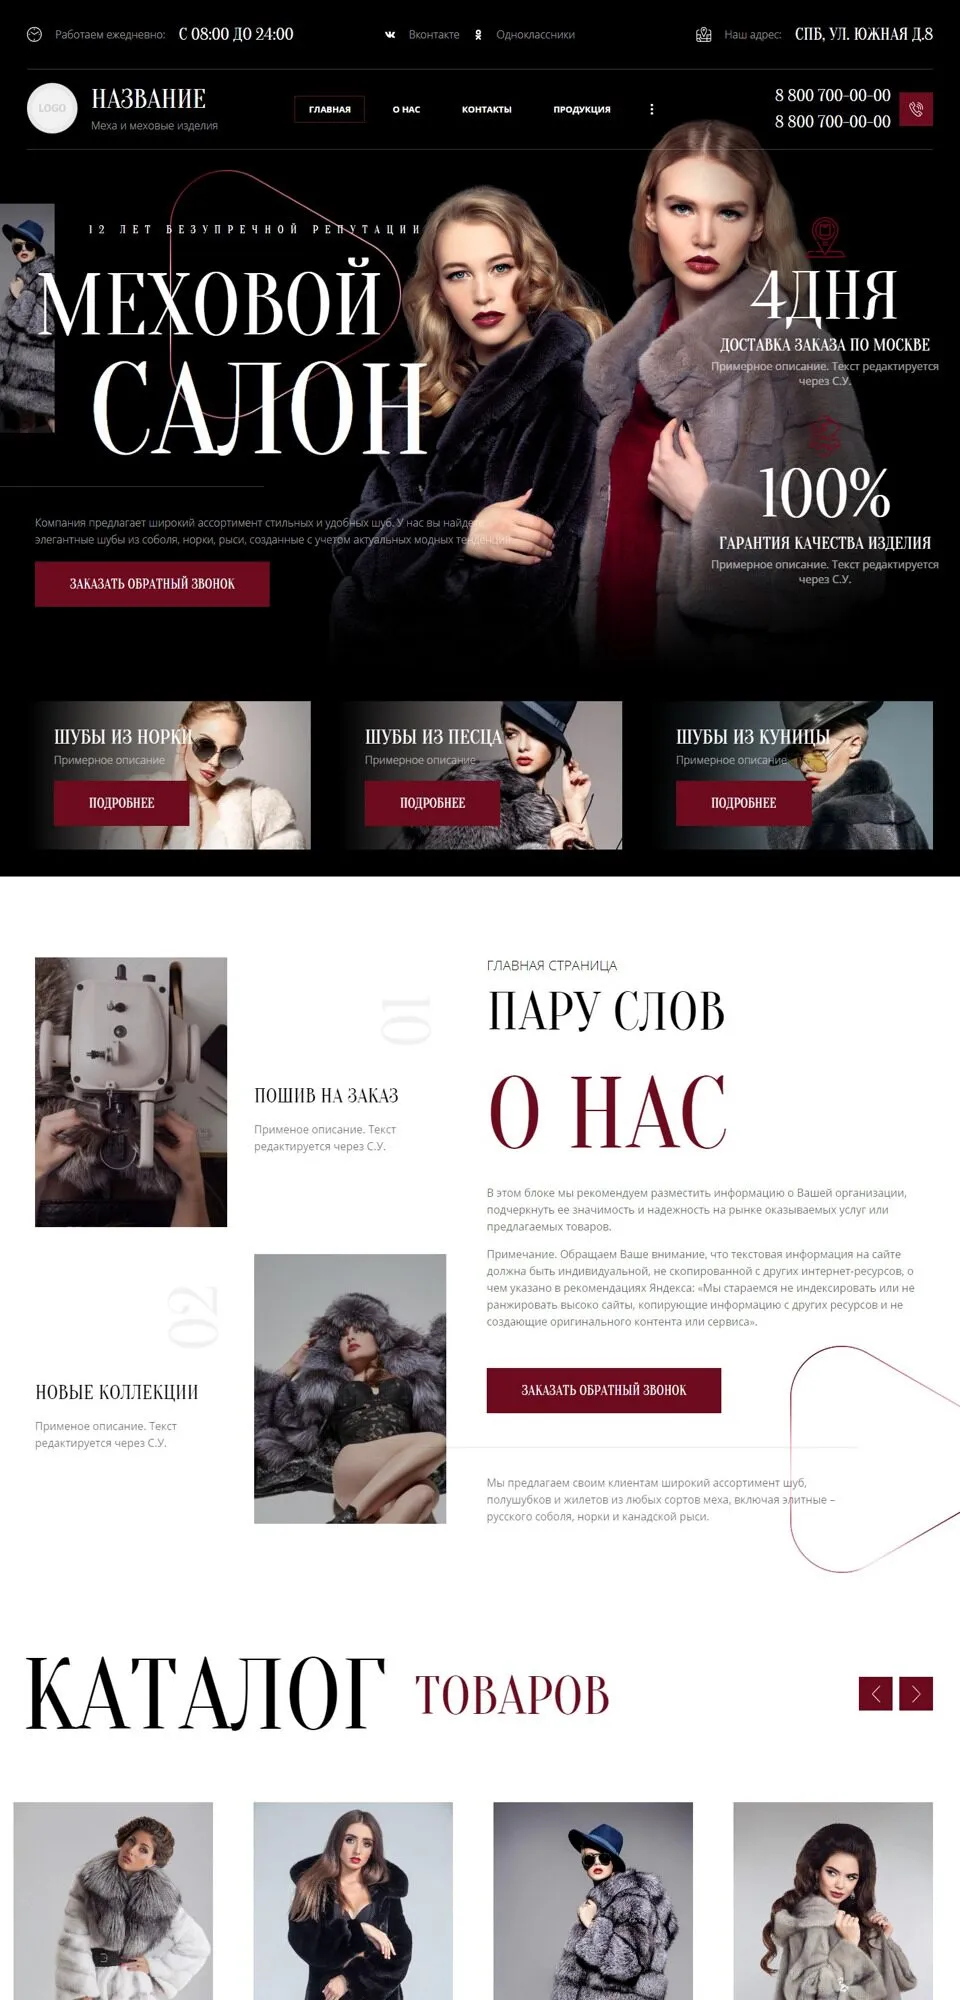 Работаем ежедневно: С 08:00 ДО 24:00
Вконтакте
Одноклассники
Наш адрес: СПБ, УЛ. ЮЖНАЯ Д.8
LOGO
НАЗВАНИЕ
Меха и меховые изделия
ГЛАВНАЯ
О НАС
КОНТАКТЫ
ПРОДУКЦИЯ
8 800 700-00-00
8 800 700-00-00
12 ЛЕТ БЕЗУПРЕЧНОЙ РЕПУТАЦИИ
МЕХОВОЙ
САЛОН
Компания предлагает широкий ассортимент стильных и удобных шуб. У нас вы найдете
элегантные шубы из соболя, норки, рыси, созданные с учетом актуальных модных тенденций.
ЗАКАЗАТЬ ОБРАТНЫЙ ЗВОНОК
4ДНЯ
ДОСТАВКА ЗАКАЗА ПО МОСКВЕ
Примерное описание. Текст редактируется
через С.У.
100%
ГАРАНТИЯ КАЧЕСТВА ИЗДЕЛИЯ
Примерное описание. Текст редактируется
через С.У.
ШУБЫ ИЗ НОРКИ
Примерное описание
ПОДРОБНЕЕ
ШУБЫ ИЗ ПЕСЦА
Примерное описание
ПОДРОБНЕЕ
ШУБЫ ИЗ КУНИЦЫ
Примерное описание
ПОДРОБНЕЕ
01
ПОШИВ НА ЗАКАЗ
Применое описание. Текст
редактируется через С.У.
02
НОВЫЕ КОЛЛЕКЦИИ
Применое описание. Текст
редактируется через С.У.
ГЛАВНАЯ СТРАНИЦА
ПАРУ СЛОВ
О НАС
В этом блоке мы рекомендуем разместить информацию о Вашей организации,
подчеркнуть ее значимость и надежность на рынке оказываемых услуг или
предлагаемых товаров.
Примечание. Обращаем Ваше внимание, что текстовая информация на сайте
должна быть индивидуальной, не скопированной с других интернет-ресурсов, о
чем указано в рекомендациях Яндекса: «Мы стараемся не индексировать или не
ранжировать высоко сайты, копирующие информацию с других ресурсов и не
создающие оригинального контента или сервиса».
ЗАКАЗАТЬ ОБРАТНЫЙ ЗВОНОК
Мы предлагаем своим клиентам широкий ассортимент шуб,
полушубков и жилетов из любых сортов меха, включая элитные –
русского соболя, норки и канадской рыси.
КАТАЛОГ ТОВАРОВ